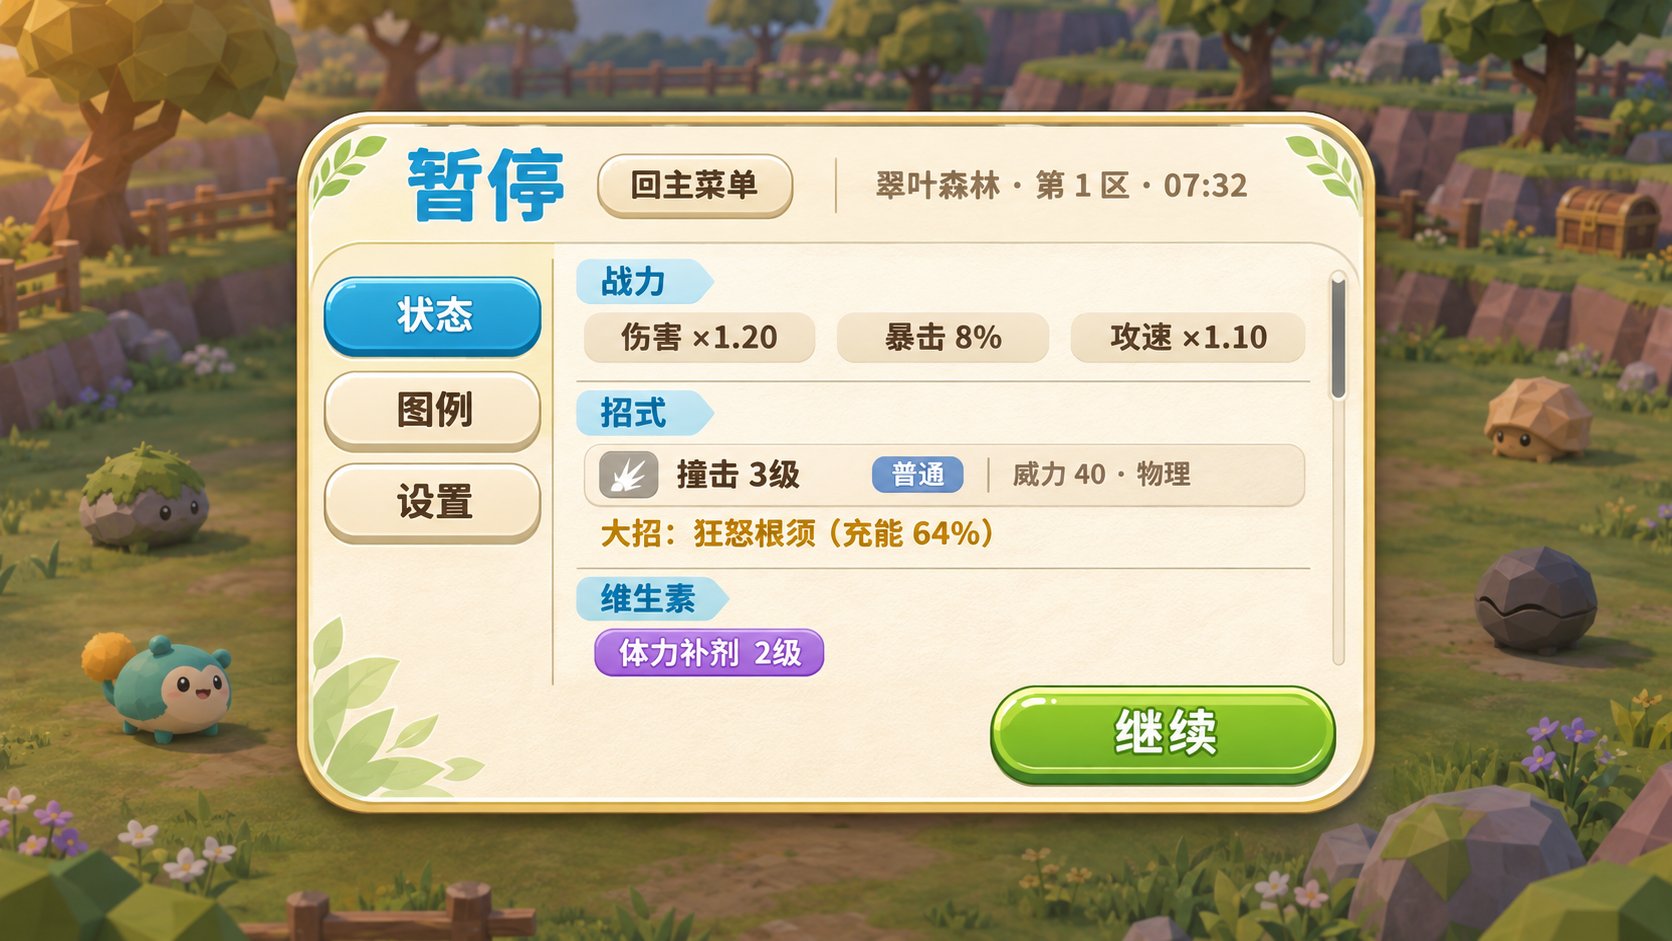 暂停
回主菜单
翠叶森林 · 第 1 区 · 07:32
状态
图例
设置
战力
伤害 ×1.20
暴击 8%
攻速 ×1.10
招式
撞击 3级
普通
威力 40 · 物理
大招：狂怒根须（充能 64%）
维生素
体力补剂 2级
继续